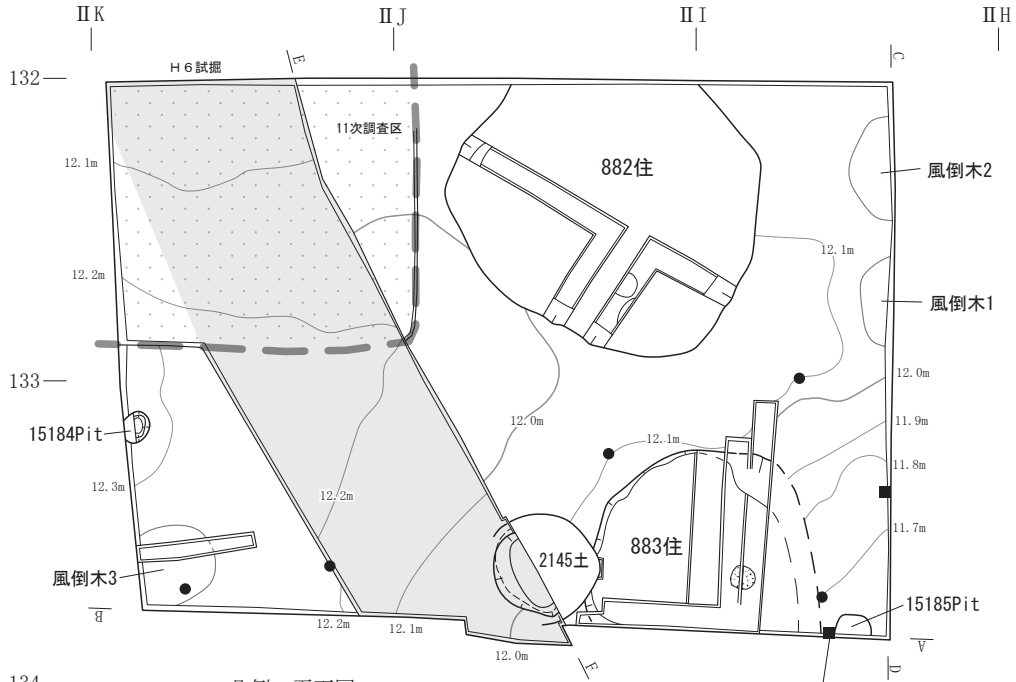 ⅡK
ⅡJ
ⅡI
ⅡH
H6試掘
E
C
132
11次調査区
12.1m
882住
風倒木2
12.1m
12.2m
風倒木1
133
12.0m
12.0m
11.9m
15184Pit
12.1m
11.8m
12.3m
12.2m
11.7m
2145土
883住
風倒木3
15185Pit
B
12.2m
12.1m
A
12.0m
F
D